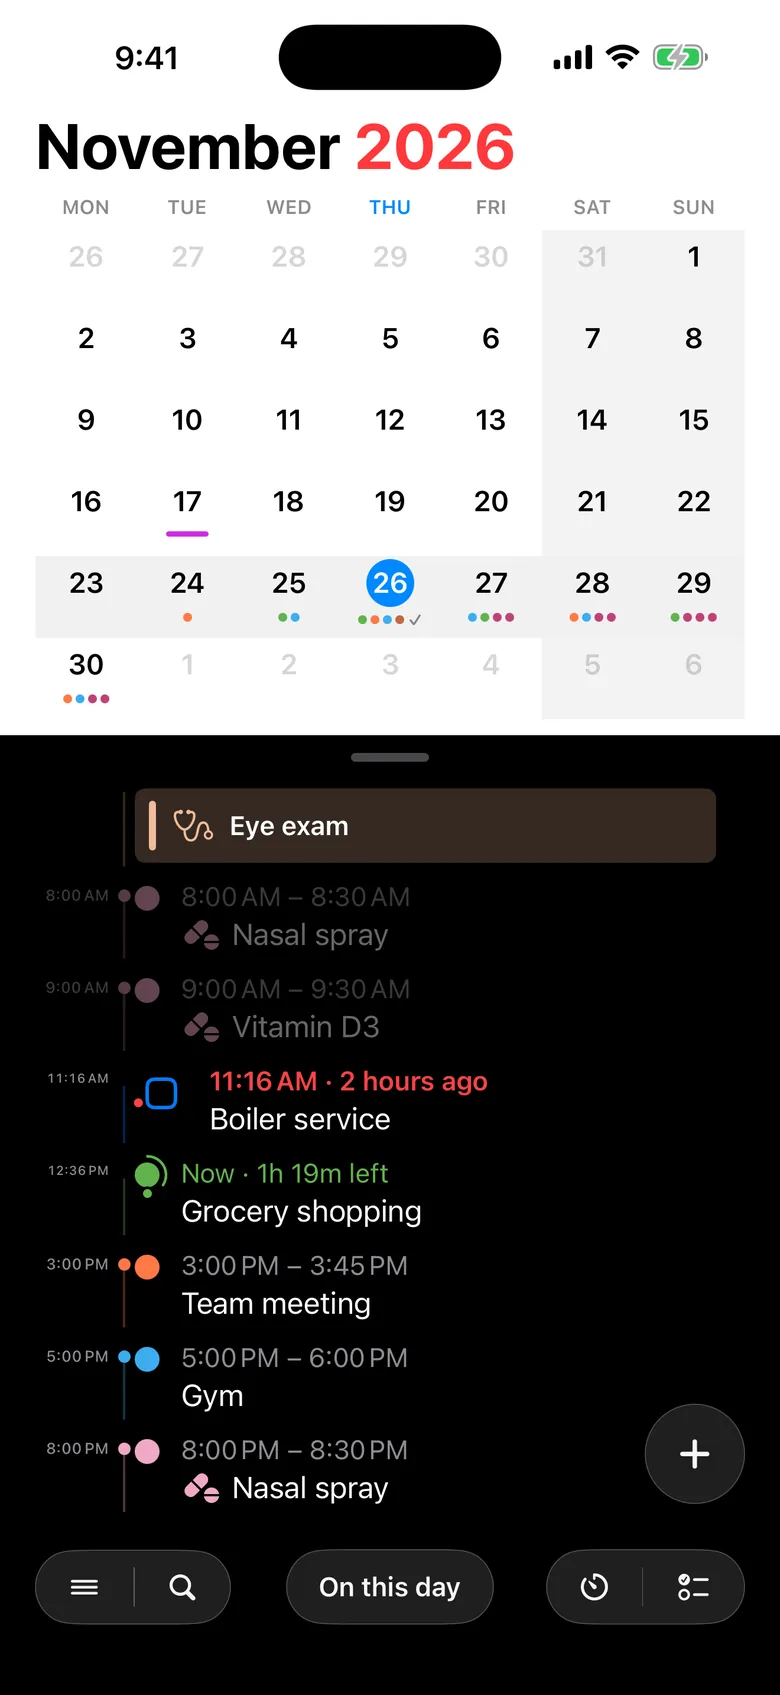 9:41
November 2026
MON TUE WED THU FRI SAT SUN
26 27 28 29 30 31 1
2 3 4 5 6 7 8
9 10 11 12 13 14 15
16 17 18 19 20 21 22
23 24 25 26 27 28 29
30 1 2 3 4 5 6
Eye exam
8:00 AM 8:00 AM – 8:30 AM
Nasal spray
9:00 AM 9:00 AM – 9:30 AM
Vitamin D3
11:16 AM 11:16 AM · 2 hours ago
Boiler service
12:36 PM Now · 1h 19m left
Grocery shopping
3:00 PM 3:00 PM – 3:45 PM
Team meeting
5:00 PM 5:00 PM – 6:00 PM
Gym
8:00 PM 8:00 PM – 8:30 PM
Nasal spray
On this day